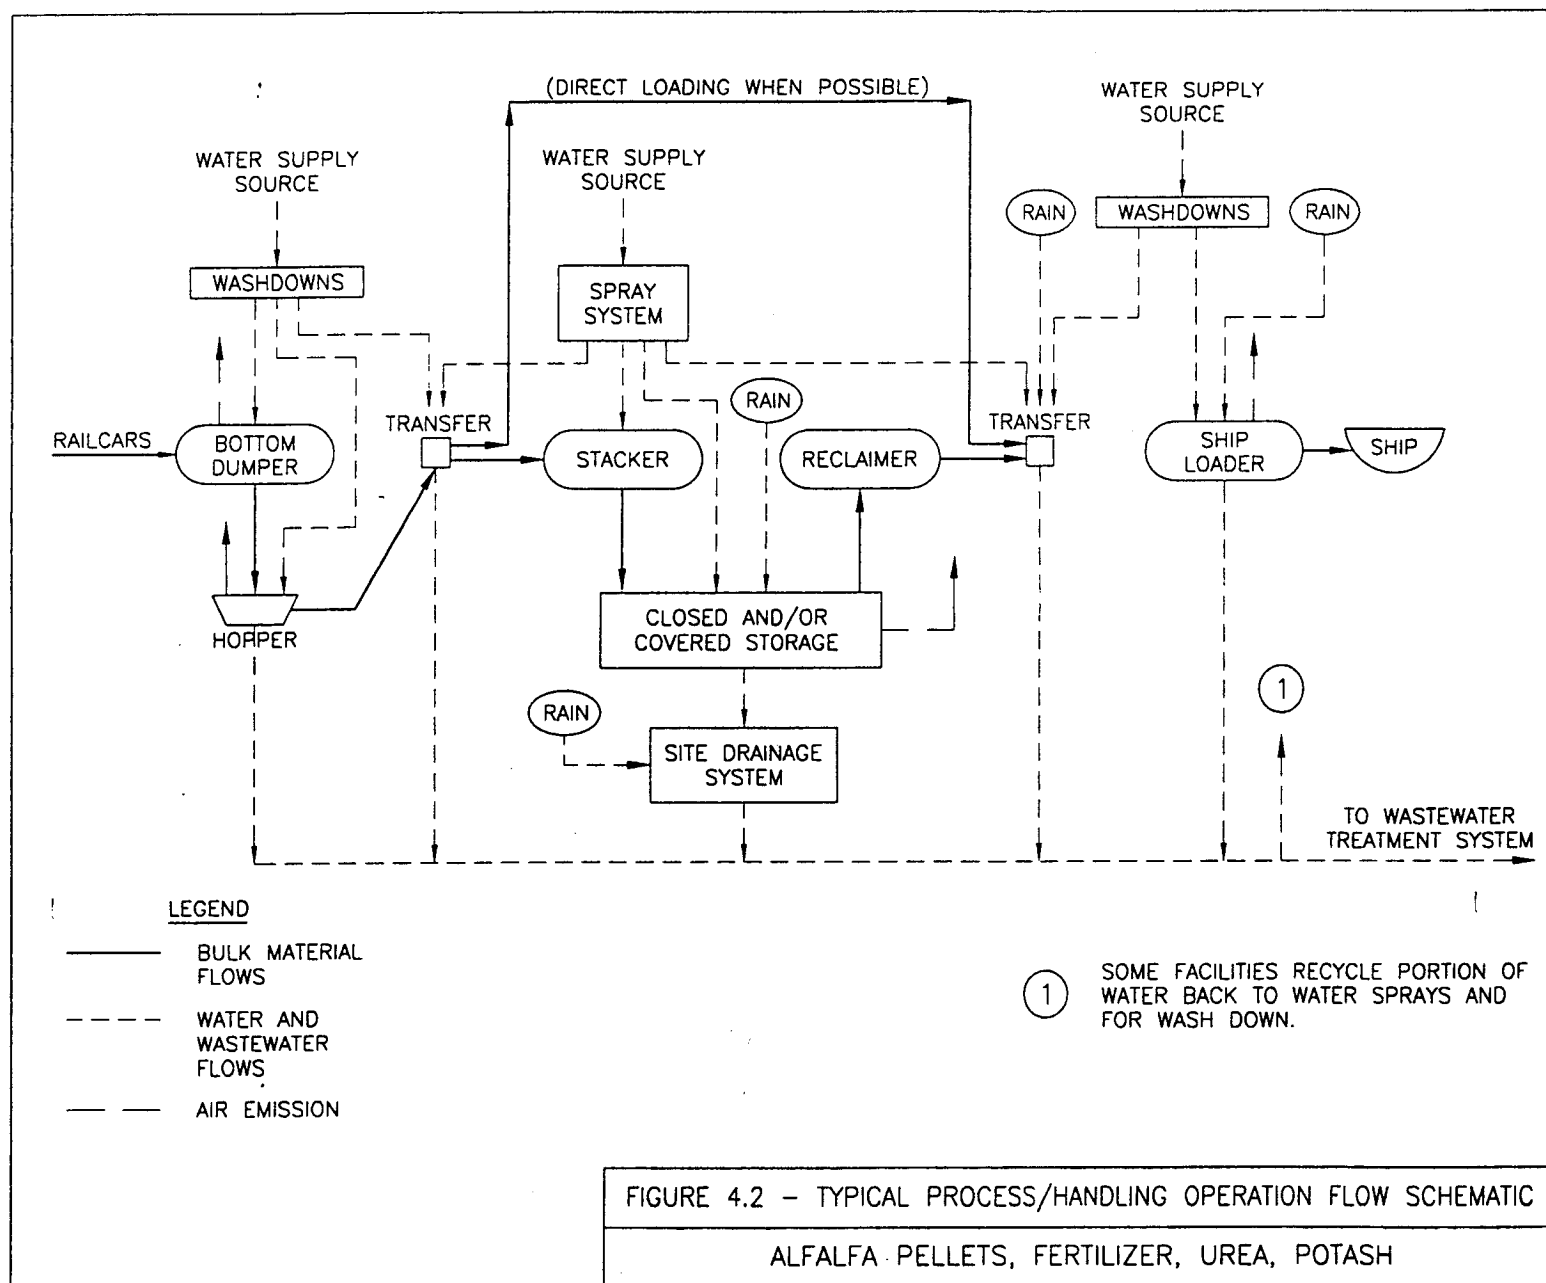 (DIRECT LOADING WHEN POSSIBLE)
WATER SUPPLY
SOURCE
WATER SUPPLY
SOURCE
WATER SUPPLY
SOURCE
RAIN
WASHDOWNS
RAIN
WASHDOWNS
SPRAY
SYSTEM
RAIN
TRANSFER
TRANSFER
RAILCARS
BOTTOM
DUMPER
STACKER
RECLAIMER
SHIP
LOADER
SHIP
HOPPER
CLOSED AND/OR
COVERED STORAGE
1
RAIN
SITE DRAINAGE
SYSTEM
TO WASTEWATER
TREATMENT SYSTEM
LEGEND
BULK MATERIAL
FLOWS
WATER AND
WASTEWATER
FLOWS
AIR EMISSION
1
SOME FACILITIES RECYCLE PORTION OF
WATER BACK TO WATER SPRAYS AND
FOR WASH DOWN.
FIGURE 4.2 – TYPICAL PROCESS/HANDLING OPERATION FLOW SCHEMATIC
ALFALFA PELLETS, FERTILIZER, UREA, POTASH